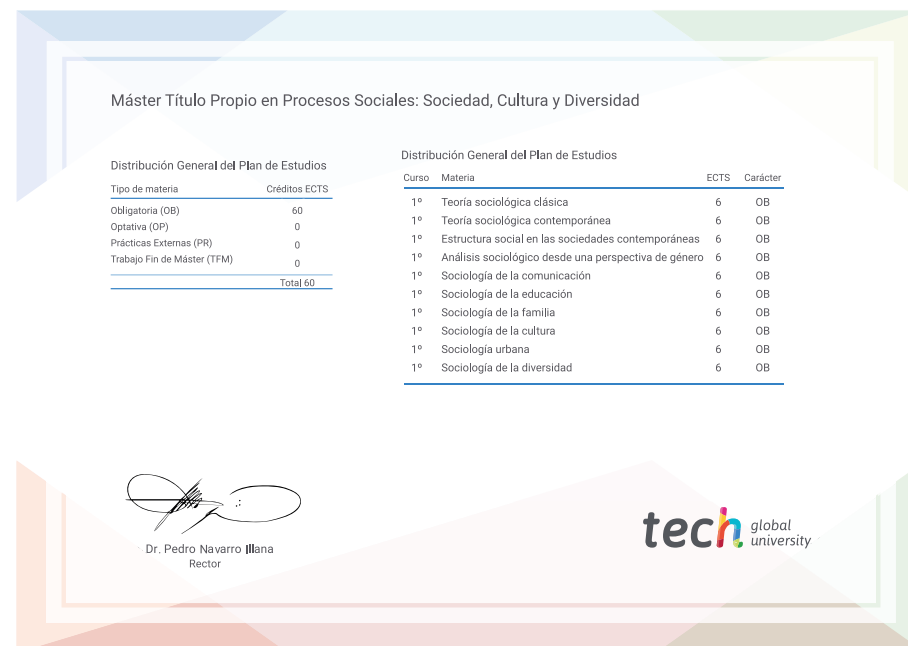 Máster Título Propio en Procesos Sociales: Sociedad, Cultura y Diversidad
Distribución General del Plan de Estudios
Tipo de materia Créditos ECTS
Obligatoria (OB) 60
Optativa (OP) 0
Prácticas Externas (PR) 0
Trabajo Fin de Máster (TFM) 0
Total 60
Distribución General del Plan de Estudios
Curso Materia ECTS Carácter
1º Teoría sociológica clásica 6 OB
1º Teoría sociológica contemporánea 6 OB
1º Estructura social en las sociedades contemporáneas 6 OB
1º Análisis sociológico desde una perspectiva de género 6 OB
1º Sociología de la comunicación 6 OB
1º Sociología de la educación 6 OB
1º Sociología de la familia 6 OB
1º Sociología de la cultura 6 OB
1º Sociología urbana 6 OB
1º Sociología de la diversidad 6 OB
Dr. Pedro Navarro Illana
Rector
tech global
university